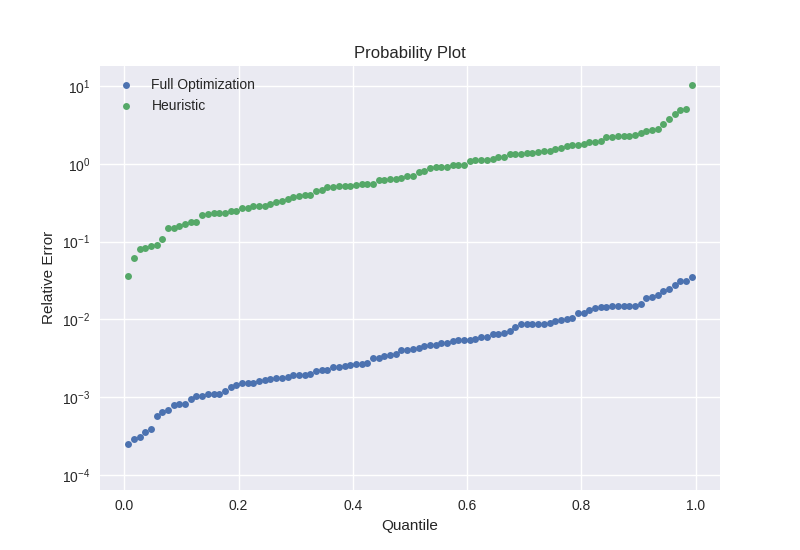 Probability Plot
Full Optimization
Heuristic
10¹
10⁰
10⁻¹
10⁻²
10⁻³
10⁻⁴
Relative Error
0.0 0.2 0.4 0.6 0.8 1.0
Quantile